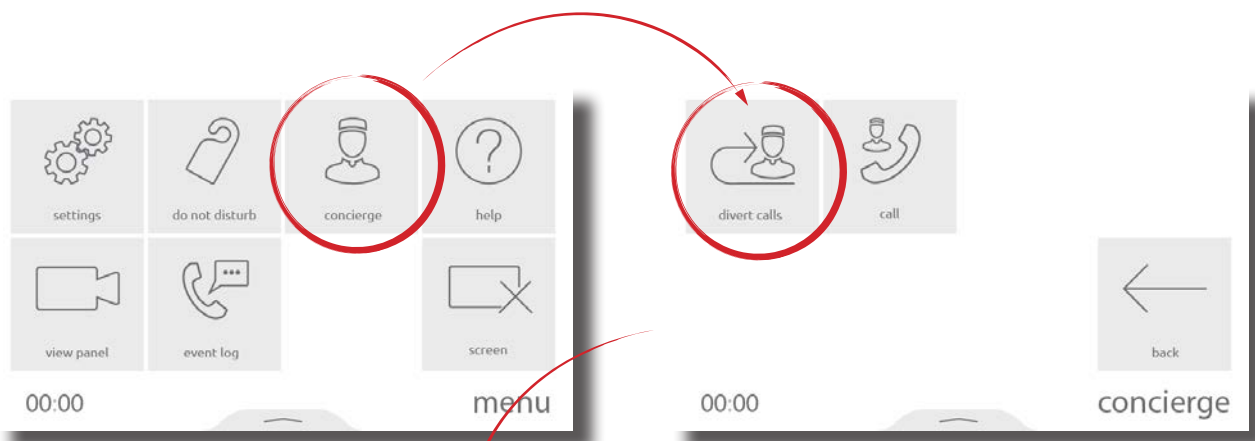 settings
do not disturb
concierge
help
view panel
event log
screen
00:00
menu
divert calls
call
back
00:00
concierge